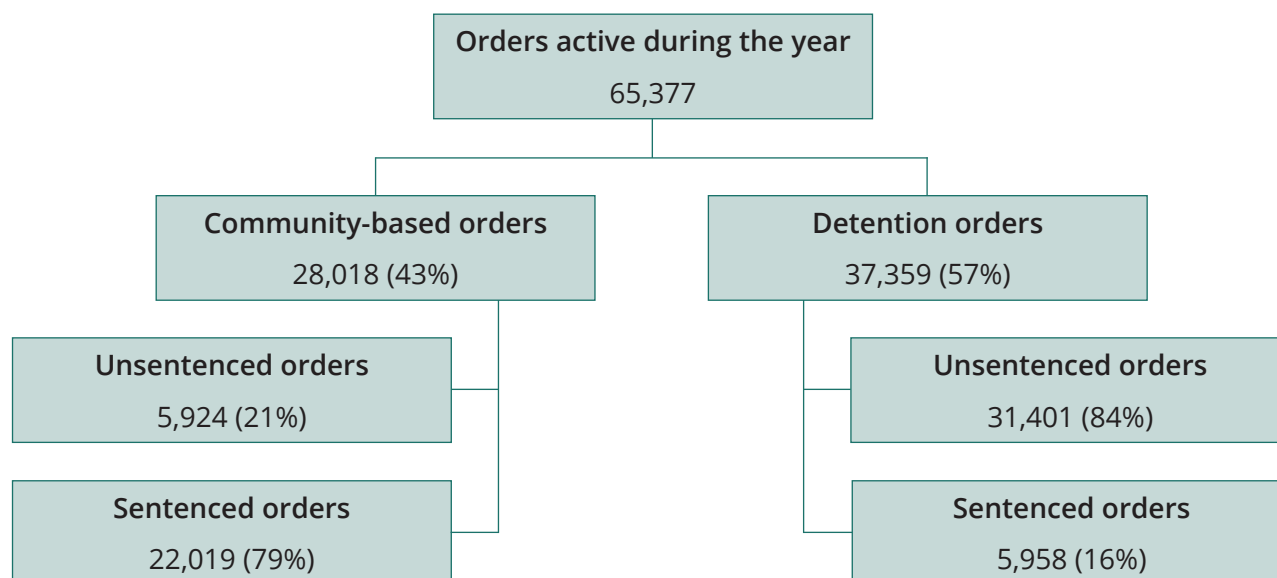 Orders active during the year
65,377
Community-based orders
28,018 (43%)
Detention orders
37,359 (57%)
Unsentenced orders
5,924 (21%)
Unsentenced orders
31,401 (84%)
Sentenced orders
22,019 (79%)
Sentenced orders
5,958 (16%)